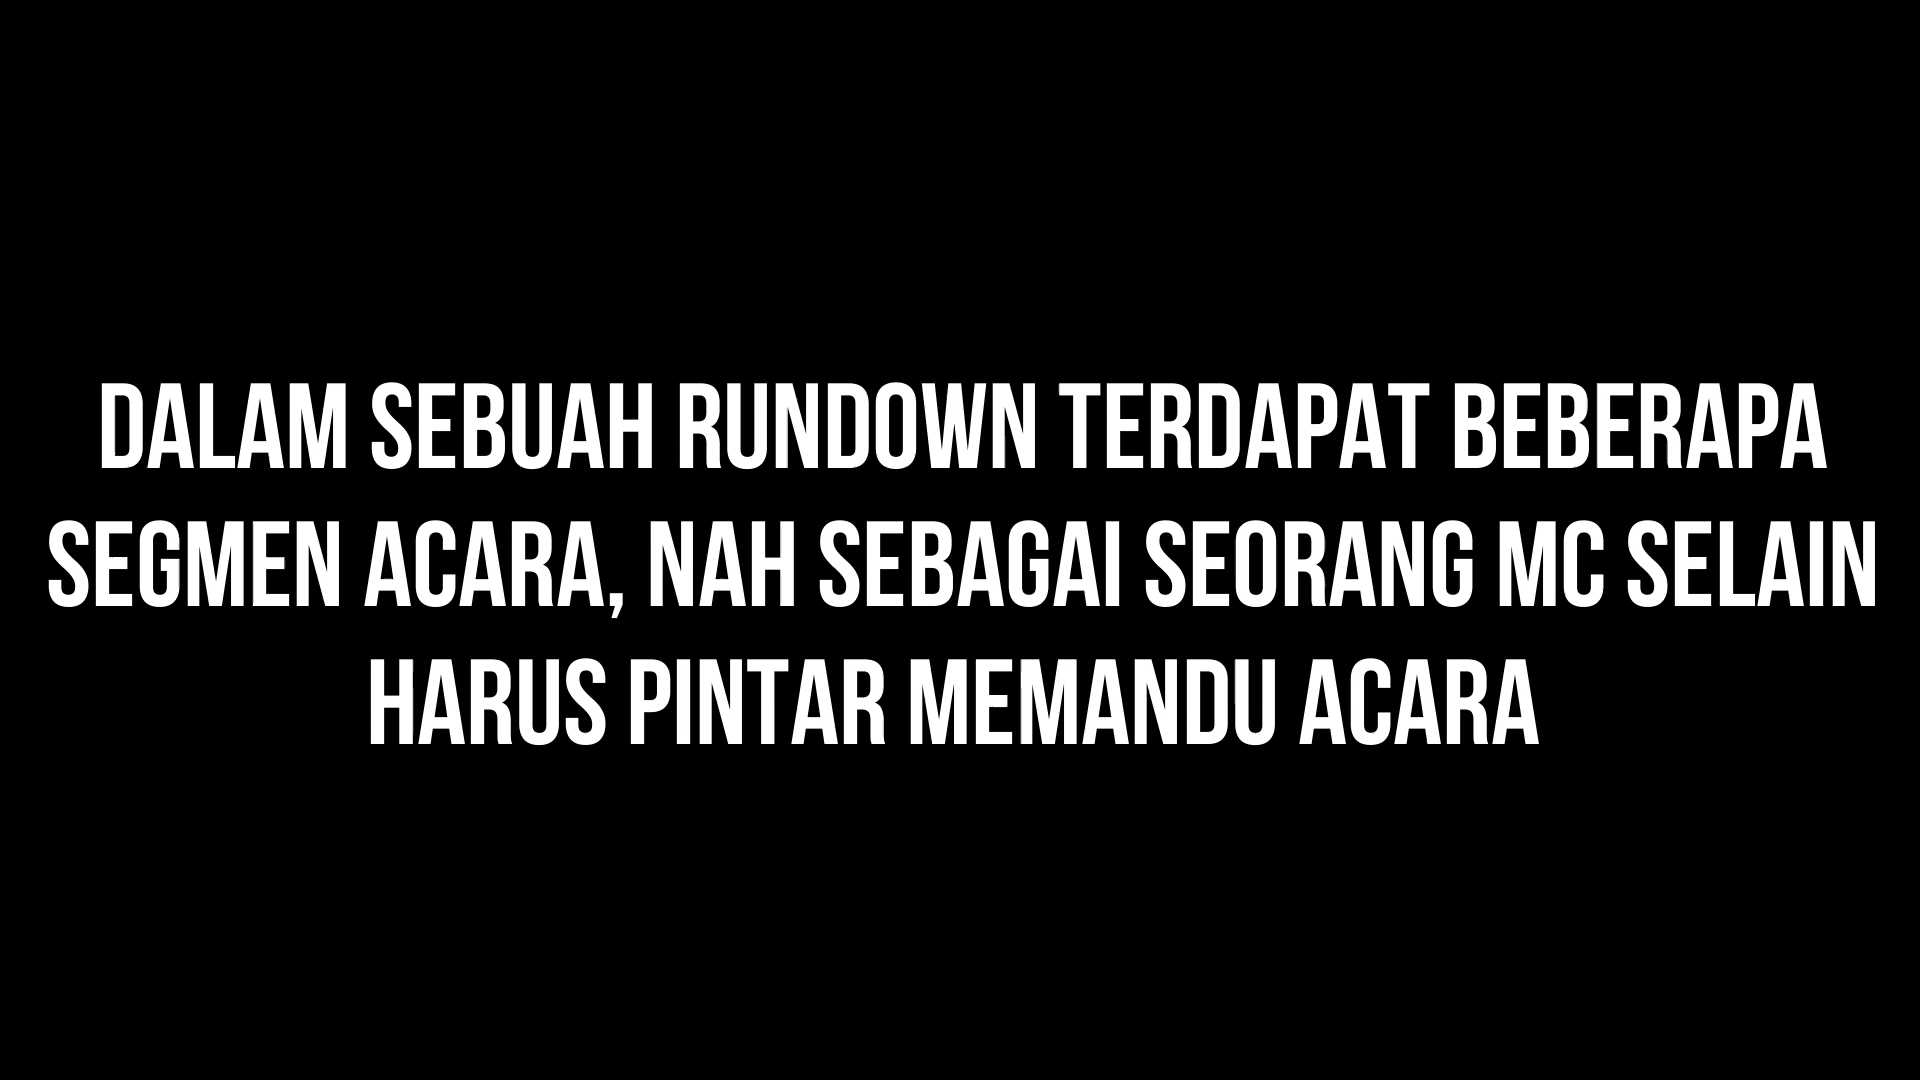 DALAM SEBUAH RUNDOWN TERDAPAT BEBERAPA
SEGMEN ACARA, NAH SEBAGAI SEORANG MC SELAIN
HARUS PINTAR MEMANDU ACARA